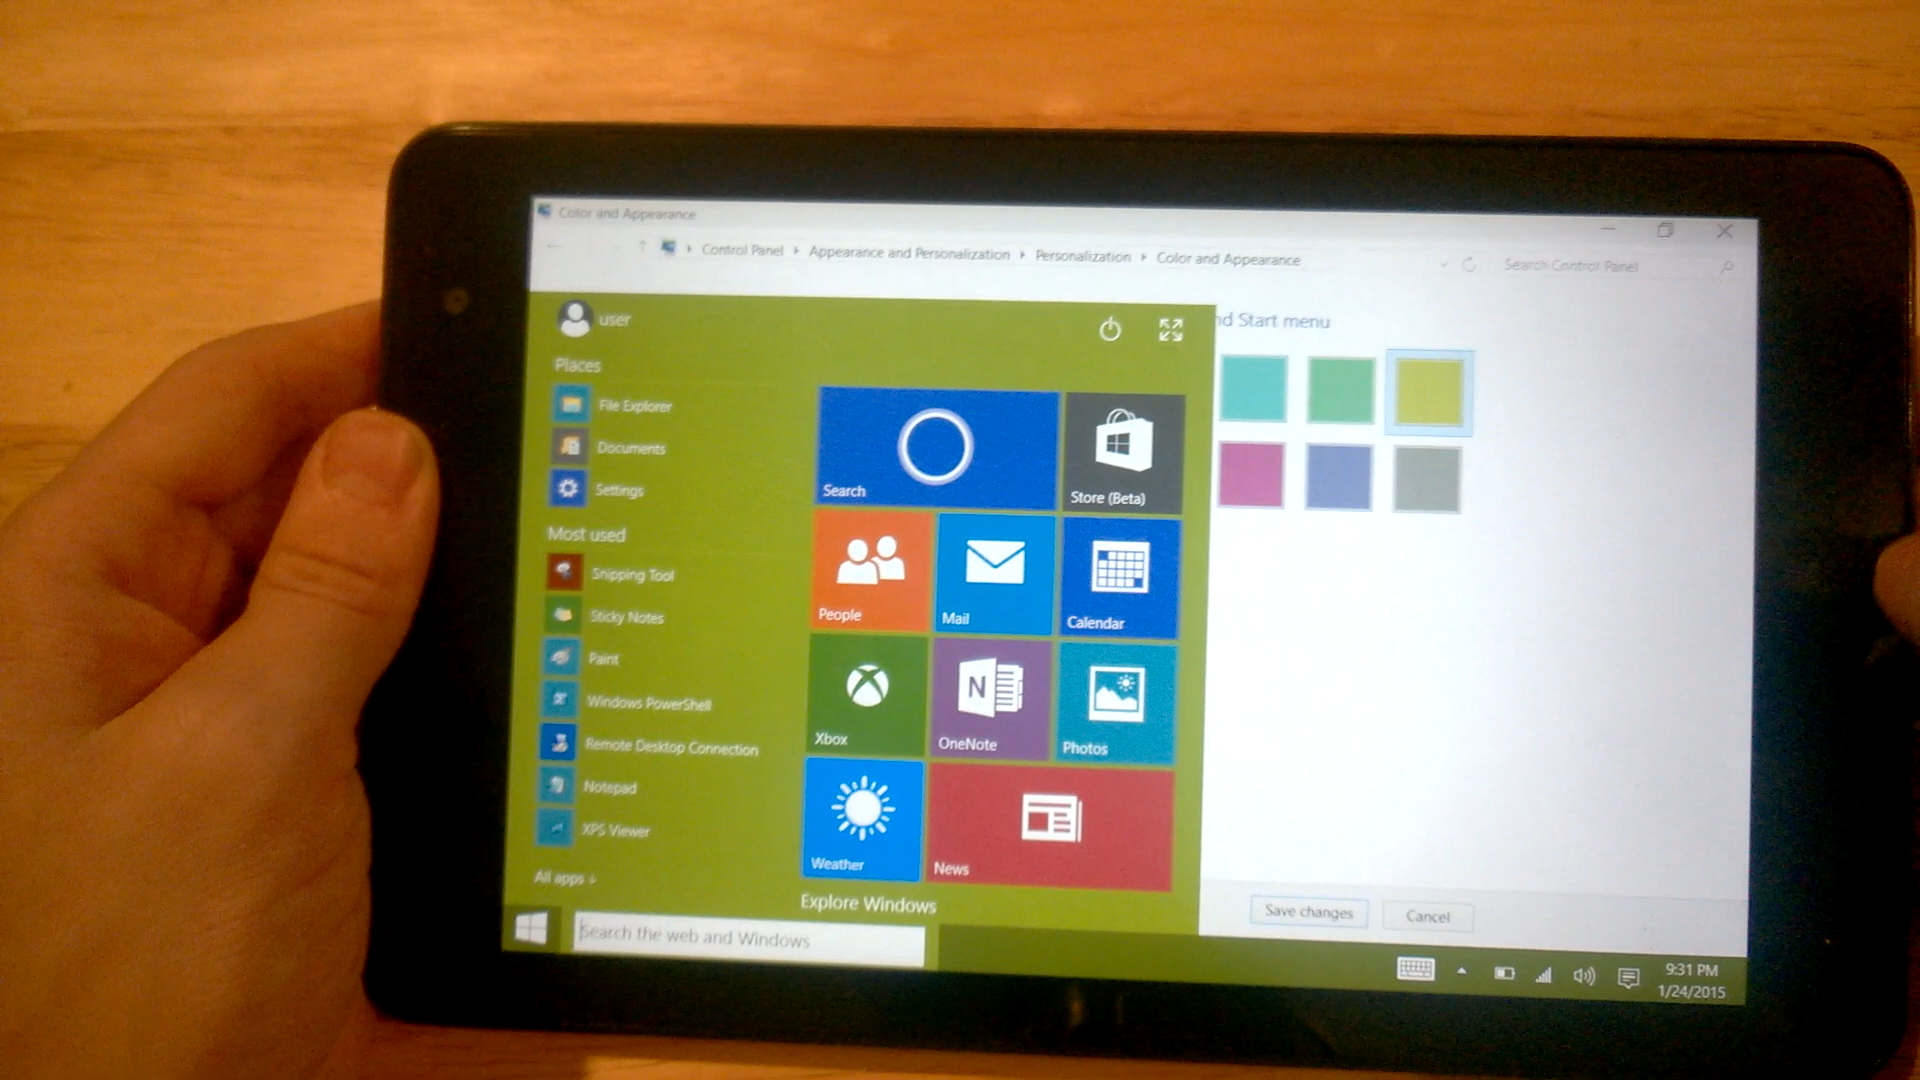 Color and Appearance
Control Panel Appearance and Personalization Personalization Color and Appearance
Search Control Panel
user
nd Start menu
Places
File Explorer
Documents
Settings
Most used
Snipping Tool
Sticky Notes
Paint
Windows PowerShell
Remote Desktop Connection
Notepad
XPS Viewer
All apps ↓
Search
Store (Beta)
People
Mail
Calendar
Xbox
N
OneNote
Photos
Weather
News
Explore Windows
Save changes
Cancel
Search the web and Windows
9:31 PM
1/24/2015